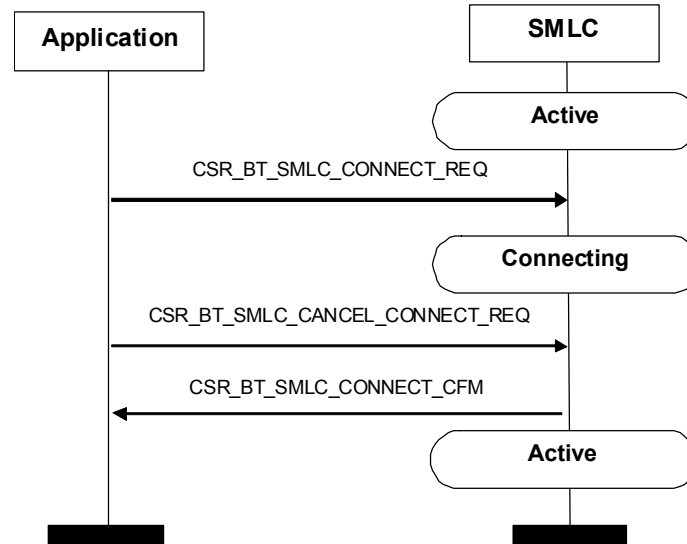 Application
SMLC
Active
CSR_BT_SMLC_CONNECT_REQ
Connecting
CSR_BT_SMLC_CANCEL_CONNECT_REQ
CSR_BT_SMLC_CONNECT_CFM
Active